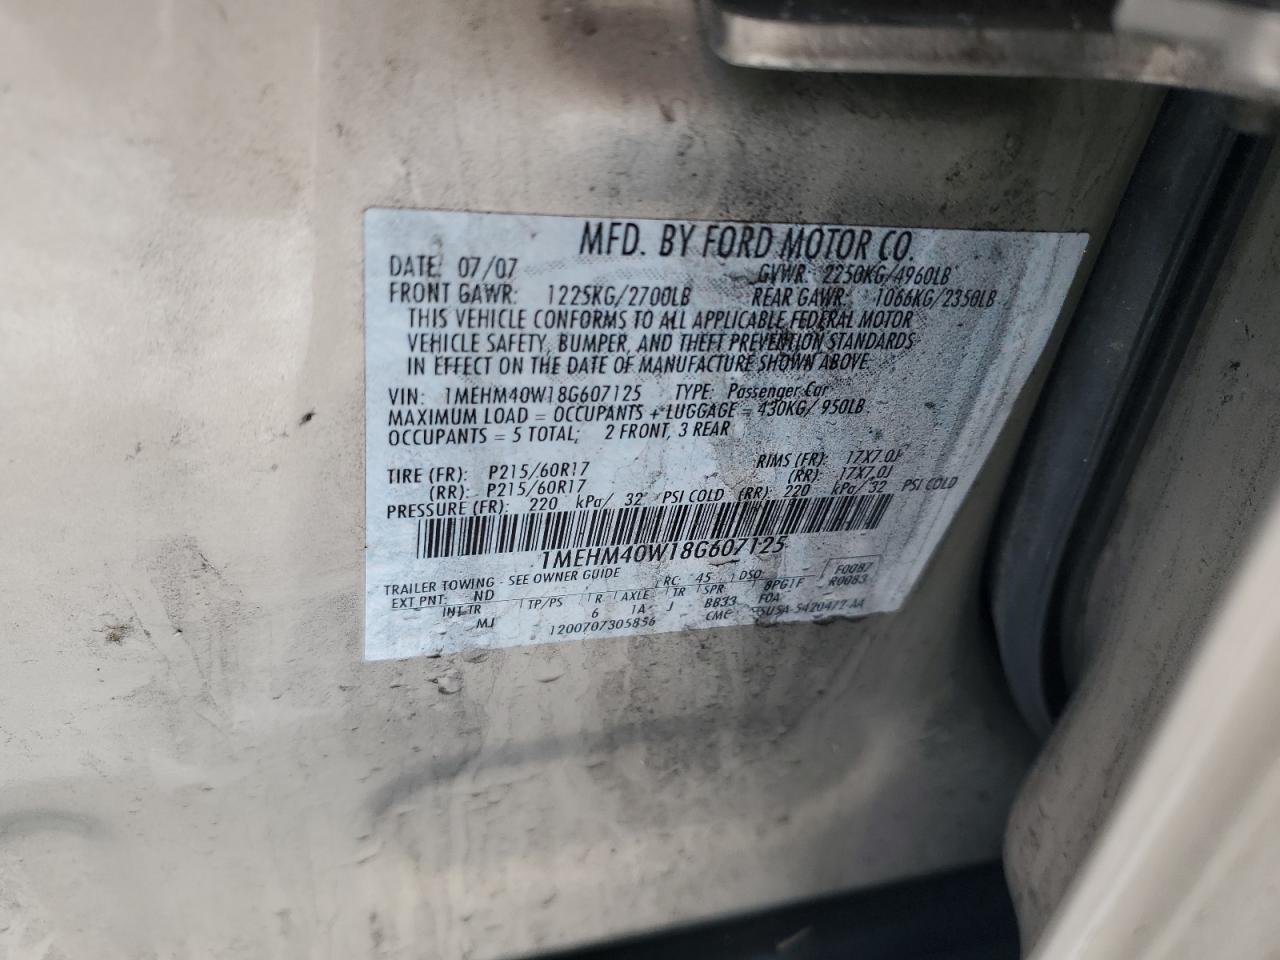 MFD. BY FORD MOTOR CO.
DATE: 07/07 GVWR: 2250KG/4960LB
FRONT GAWR: 1225KG/2700LB REAR GAWR: 1066KG/2350LB
THIS VEHICLE CONFORMS TO ALL APPLICABLE FEDERAL MOTOR
VEHICLE SAFETY, BUMPER, AND THEFT PREVENTION STANDARDS
IN EFFECT ON THE DATE OF MANUFACTURE SHOWN ABOVE.
VIN: 1MEHM40W18G607125 TYPE: Passenger Car
MAXIMUM LOAD = OCCUPANTS + LUGGAGE = 430KG/ 950LB
OCCUPANTS = 5 TOTAL; 2 FRONT, 3 REAR
TIRE (FR): P215/60R17 RIMS (FR): 17X7.0J
(RR): P215/60R17 (RR): 17X7.0J
PRESSURE (FR): 220 kPa/ 32 PSI COLD (RR): 220 kPa/ 32 PSI COLD
1MEHM40W18G607125
TRAILER TOWING - SEE OWNER GUIDE F0087
EXT PNT: ND RC: 45 DSO: R0083
INT TR TP/PS R AXLE TR SPR 8PG1F
MJ 6 1A J BB33 FOA
1200707305856 CMC